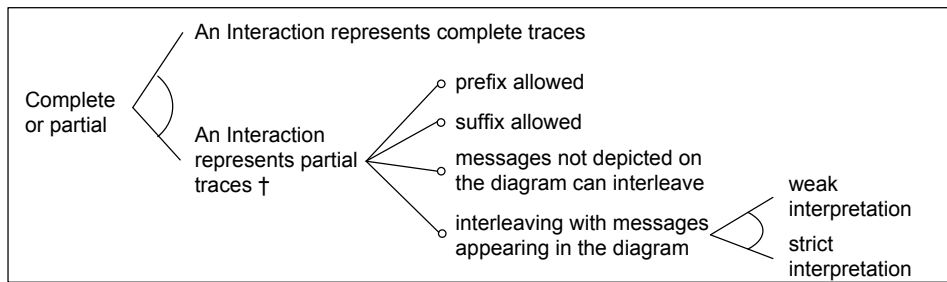 An Interaction represents complete traces
Complete
or partial
An Interaction
represents partial
traces †
prefix allowed
suffix allowed
messages not depicted on
the diagram can interleave
interleaving with messages
appearing in the diagram
weak
interpretation
strict
interpretation